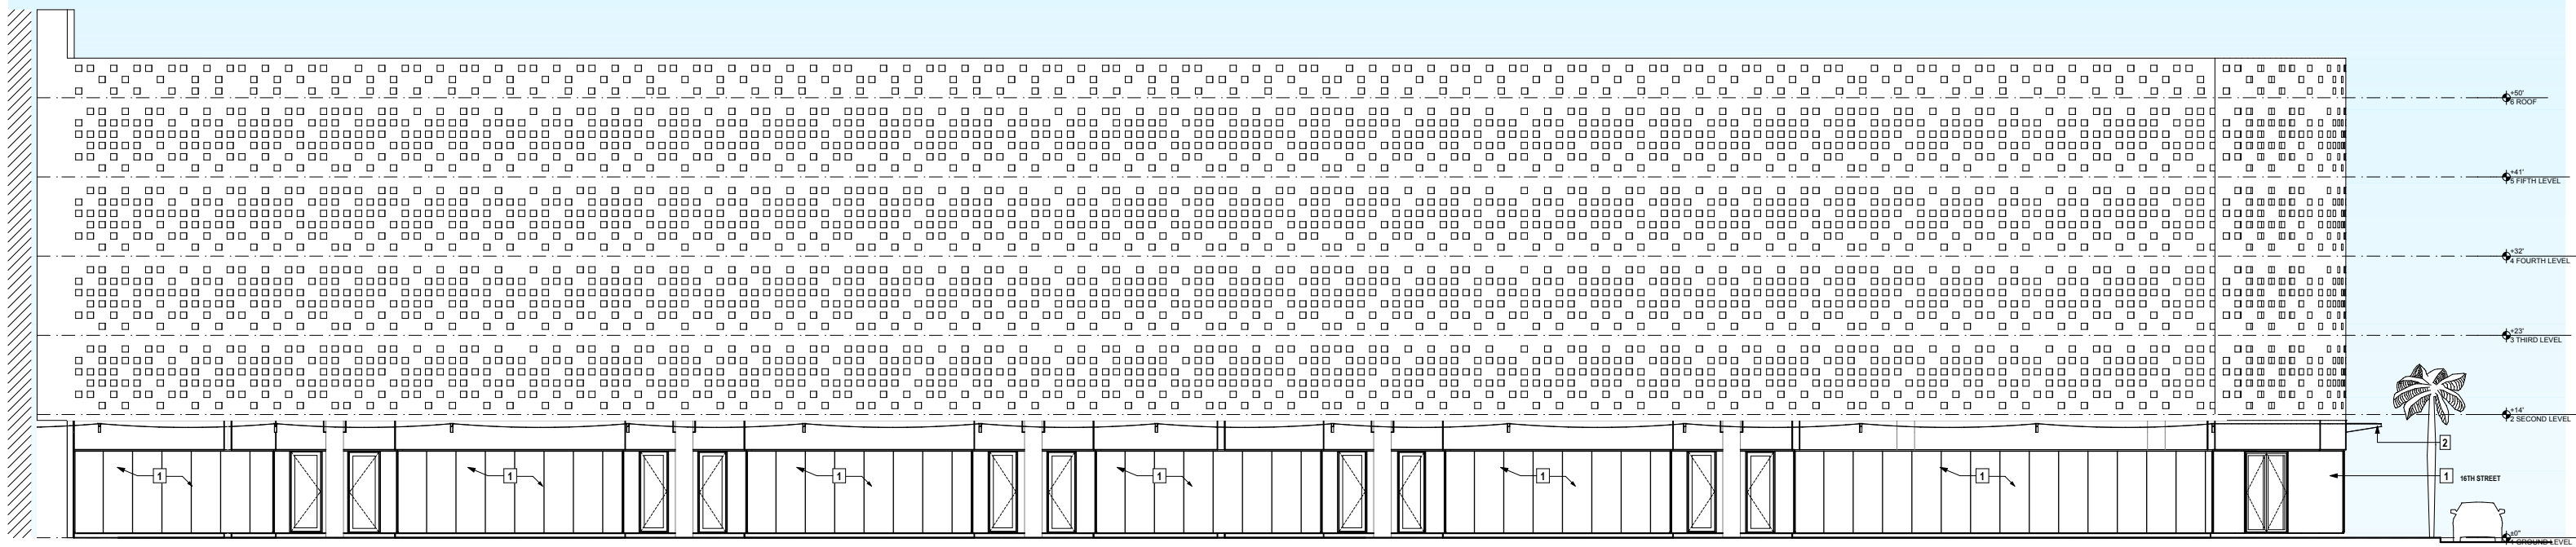 +50'
6 ROOF
+41'
5 FIFTH LEVEL
+32'
4 FOURTH LEVEL
+23'
3 THIRD LEVEL
+14'
2 SECOND LEVEL
2
1
1
1
1
1
1
1 16TH STREET
±0"
1 GROUND LEVEL